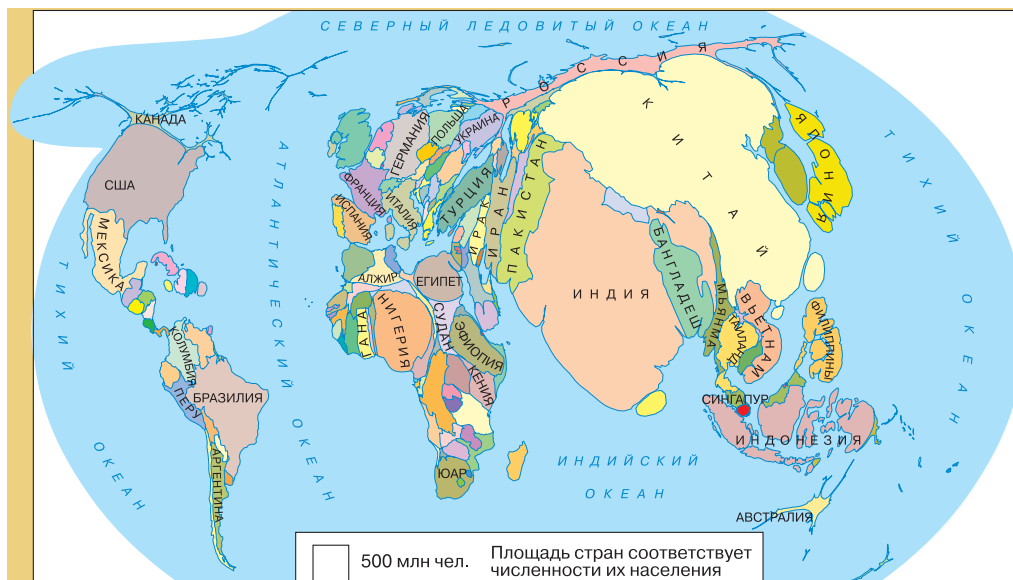 СЕВЕРНЫЙ ЛЕДОВИТЫЙ ОКЕАН
РОССИЯ
КАНАДА
США
МЕКСИКА
АТЛАНТИЧЕСКИЙ
ОКЕАН
ТИХИЙ
ОКЕАН
ГЕРМАНИЯ
ПОЛЬША
УКРАИНА
ФРАНЦИЯ
ИСПАНИЯ
ИТАЛИЯ
ТУРЦИЯ
ИРАК
ИРАН
ПАКИСТАН
КИТАЙ
ЯПОНИЯ
ТИХИЙ
ОКЕАН
АЛЖИР
ЕГИПЕТ
ГАНА
НИГЕРИЯ
СУДАН
ЭФИОПИЯ
КЕНИЯ
ЮАР
ИНДИЯ
БАНГЛАДЕШ
МЬЯНМА
ТАИЛАНД
ВЬЕТНАМ
ФИЛИППИНЫ
СИНГАПУР
ИНДОНЕЗИЯ
АВСТРАЛИЯ
КОЛУМБИЯ
ПЕРУ
БРАЗИЛИЯ
АРГЕНТИНА
ИНДИЙСКИЙ
ОКЕАН
500 млн чел.
Площадь стран соответствует
численности их населения